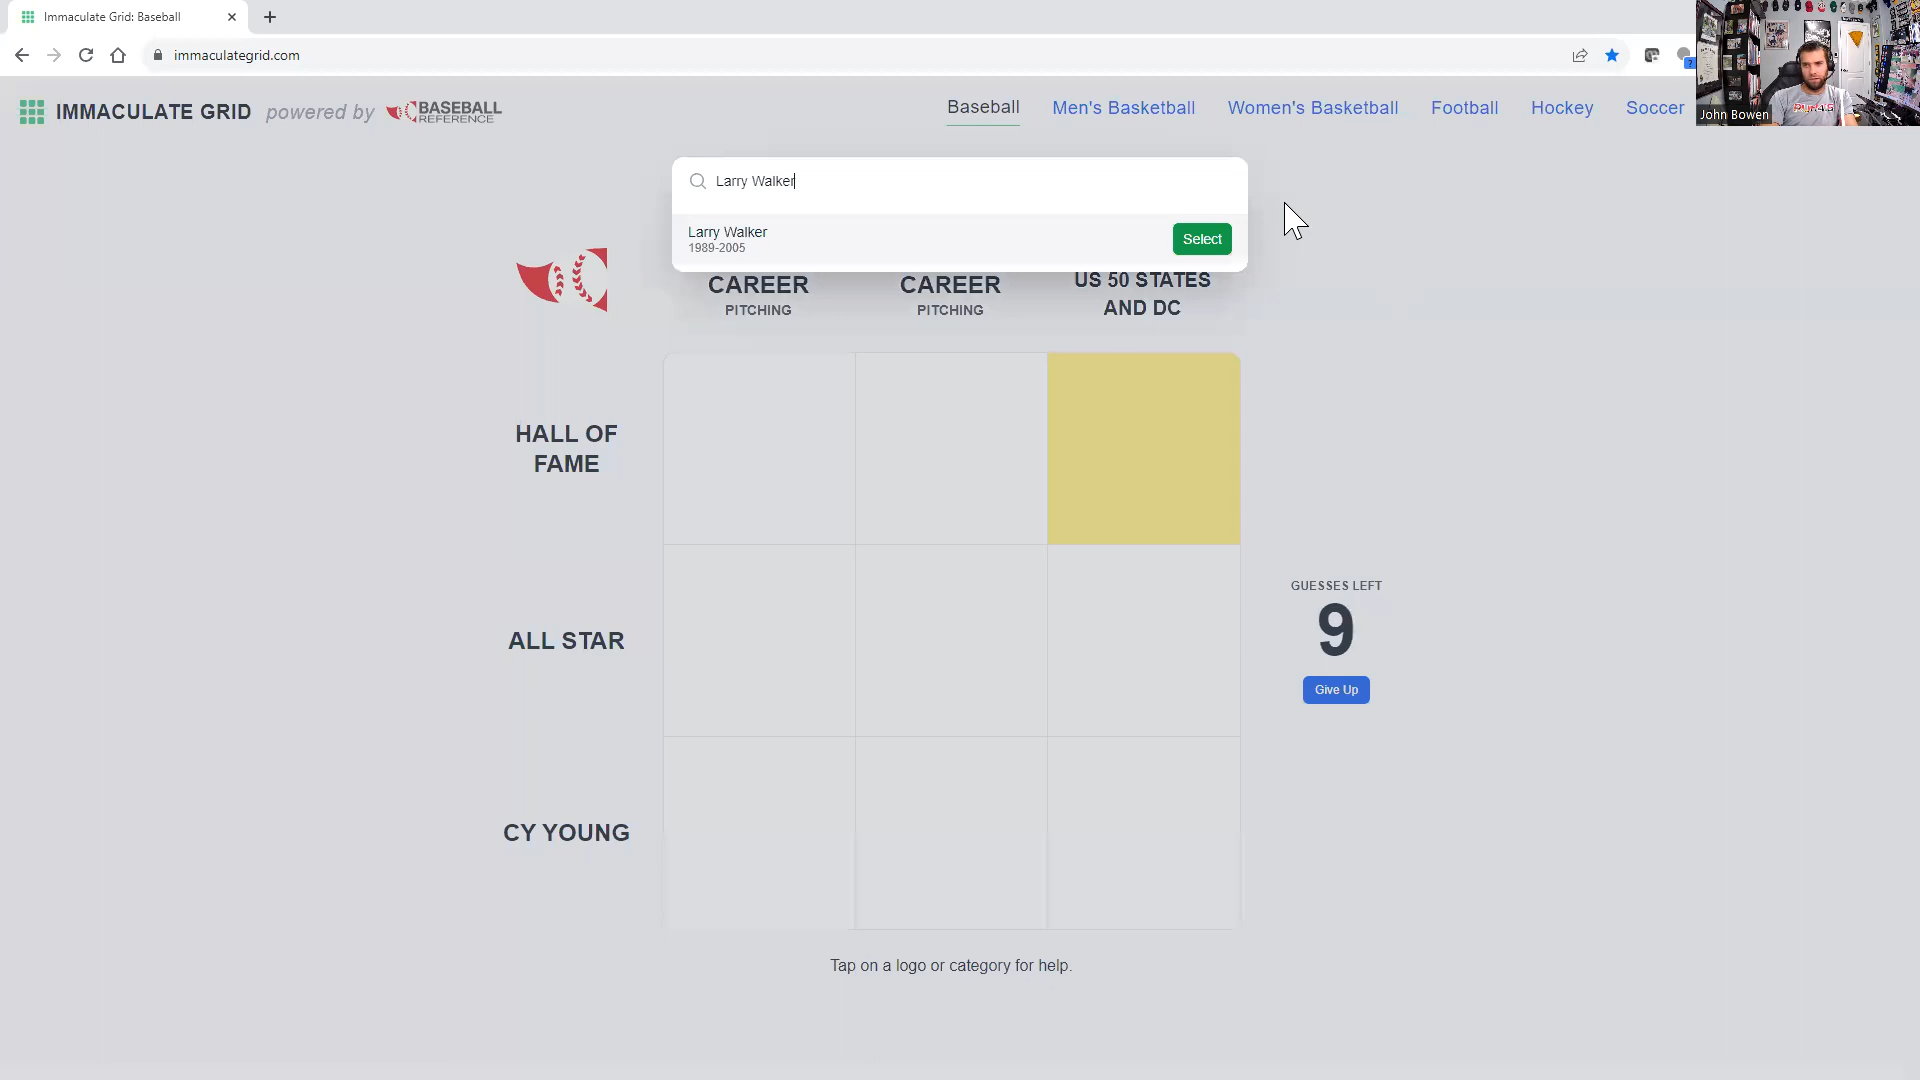 Immaculate Grid: Baseball
immaculategrid.com
IMMACULATE GRID powered by BASEBALL REFERENCE
Baseball Men's Basketball Women's Basketball Football Hockey Soccer
John Bowen
Larry Walker
Larry Walker
1989-2005
Select
CAREER
PITCHING
CAREER
PITCHING
US 50 STATES
AND DC
HALL OF
FAME
ALL STAR
CY YOUNG
GUESSES LEFT
9
Give Up
Tap on a logo or category for help.